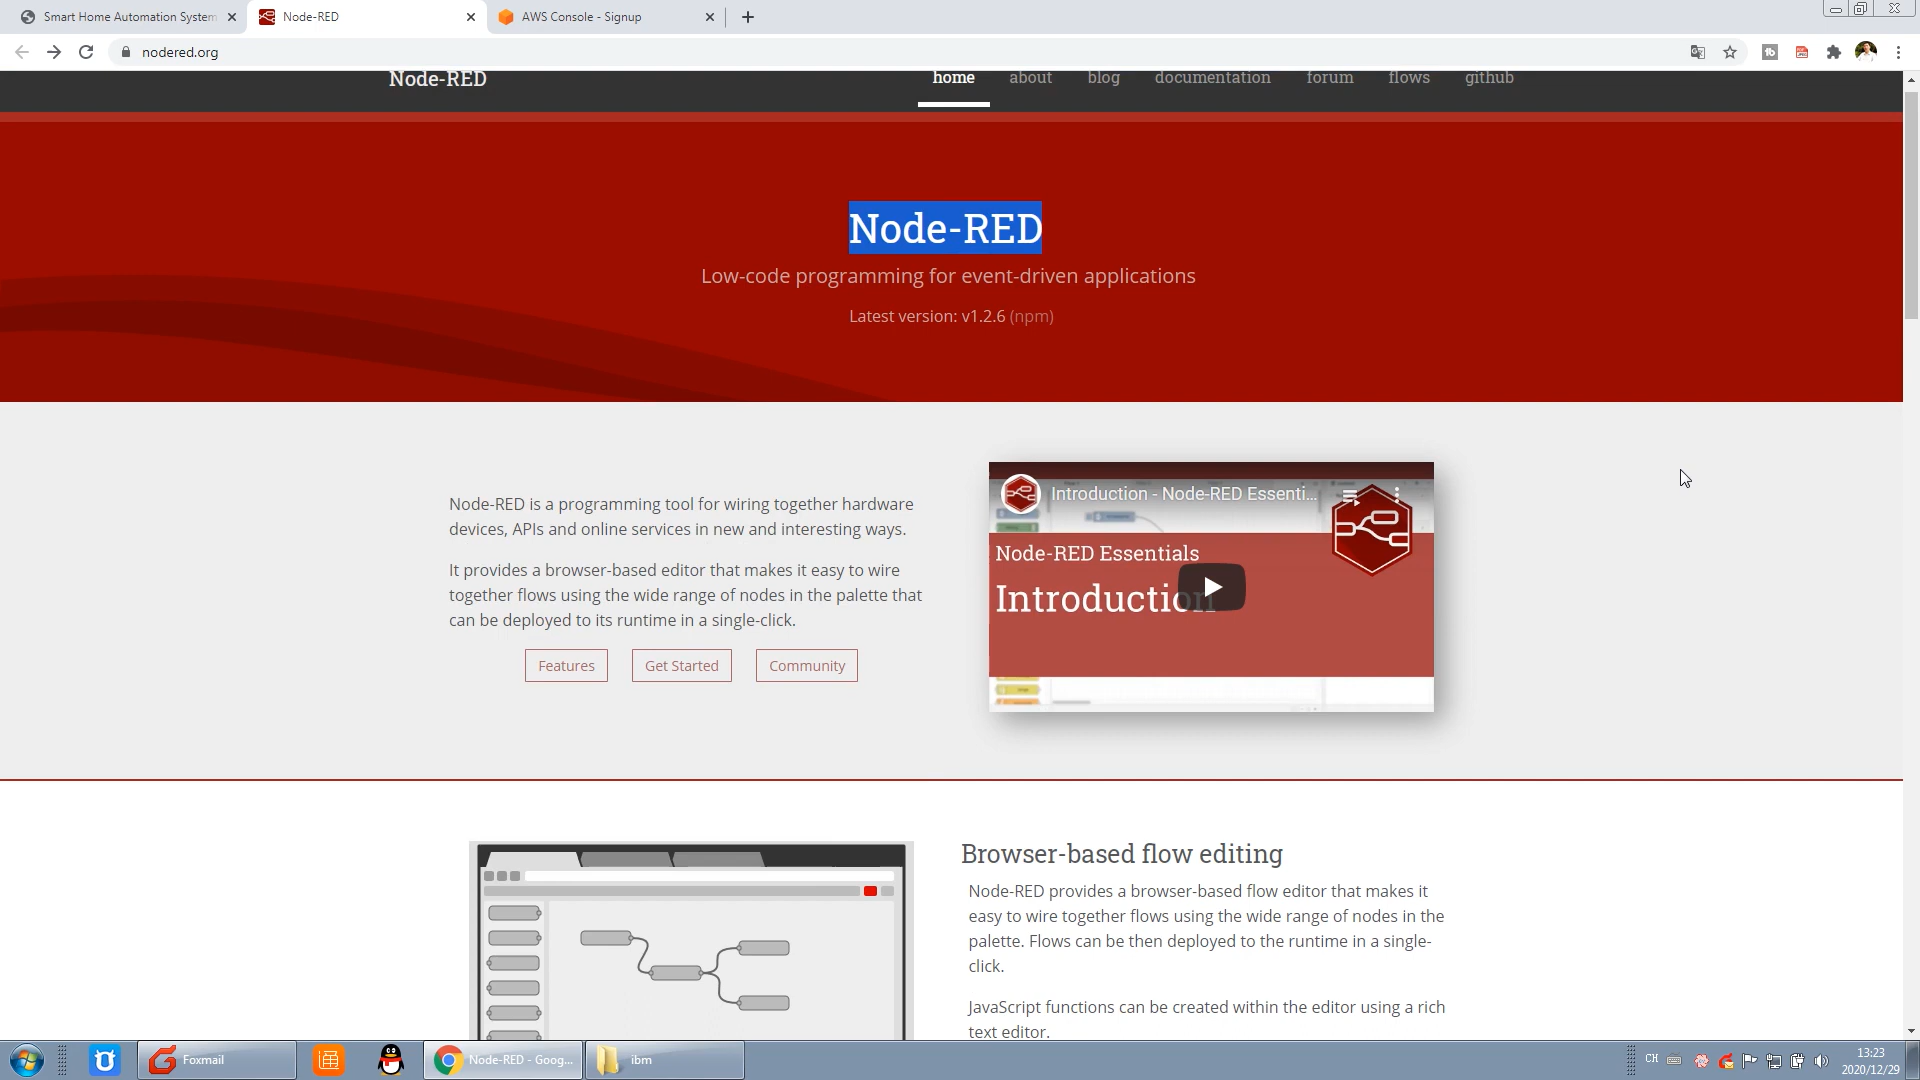 Smart Home Automation System
Node-RED
AWS Console - Signup
nodered.org
Node-RED
home
about
blog
documentation
forum
flows
github
Node-RED
Low-code programming for event-driven applications
Latest version: v1.2.6 (npm)
Node-RED is a programming tool for wiring together hardware
devices, APIs and online services in new and interesting ways.
It provides a browser-based editor that makes it easy to wire
together flows using the wide range of nodes in the palette that
can be deployed to its runtime in a single-click.
Features
Get Started
Community
Introduction - Node-RED Essenti...
Node-RED Essentials
Introduction
Browser-based flow editing
Node-RED provides a browser-based flow editor that makes it
easy to wire together flows using the wide range of nodes in the
palette. Flows can be then deployed to the runtime in a single-
click.
JavaScript functions can be created within the editor using a rich
text editor.
Foxmail
Node-RED - Goog...
ibm
CH
13:23
2020/12/29